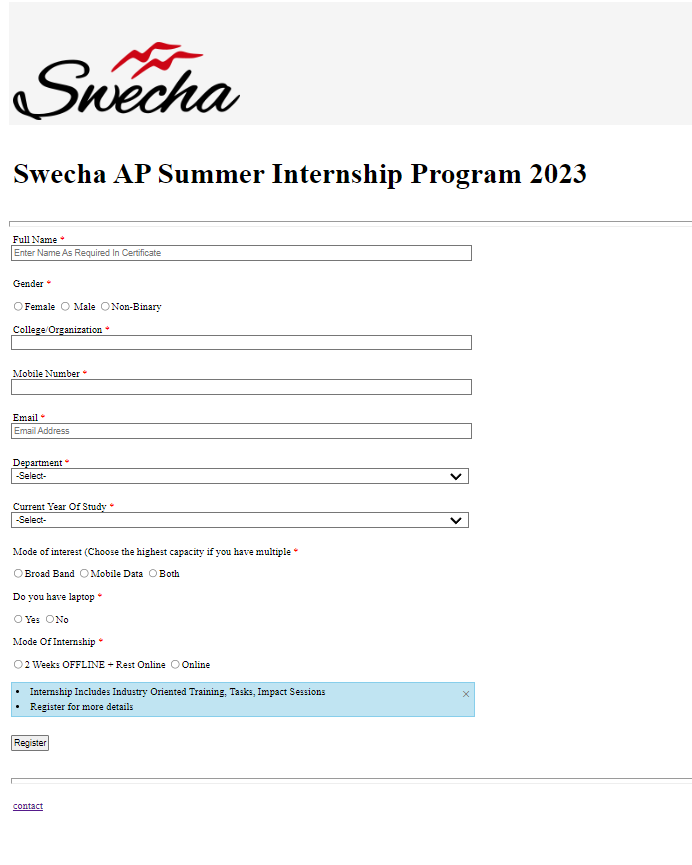 Swecha
Swecha AP Summer Internship Program 2023
Full Name *
Enter Name As Required In Certificate
Gender *
Female Male Non-Binary
College/Organization *
Mobile Number *
Email *
Email Address
Department *
-Select-
Current Year Of Study *
-Select-
Mode of interest (Choose the highest capacity if you have multiple *
Broad Band Mobile Data Both
Do you have laptop *
Yes No
Mode Of Internship *
2 Weeks OFFLINE + Rest Online Online
• Internship Includes Industry Oriented Training, Tasks, Impact Sessions ×
• Register for more details
Register
contact